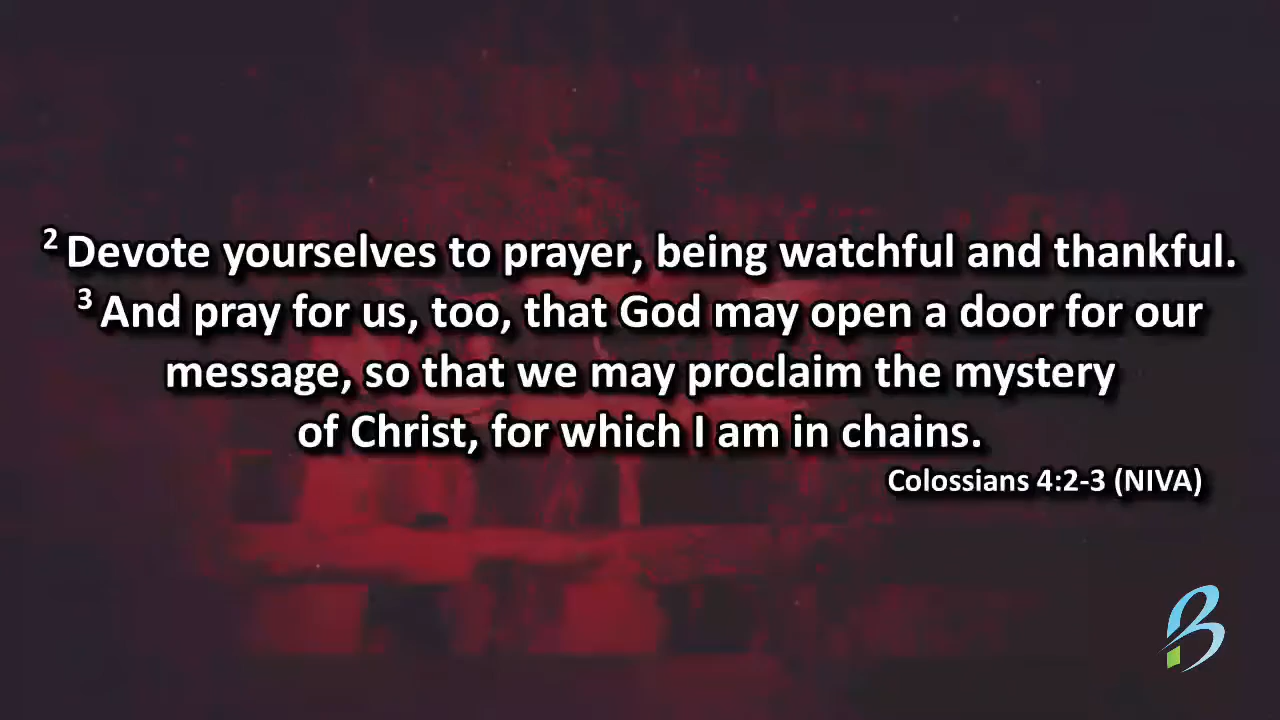 2 Devote yourselves to prayer, being watchful and thankful.
3 And pray for us, too, that God may open a door for our
message, so that we may proclaim the mystery
of Christ, for which I am in chains.
Colossians 4:2-3 (NIVA)